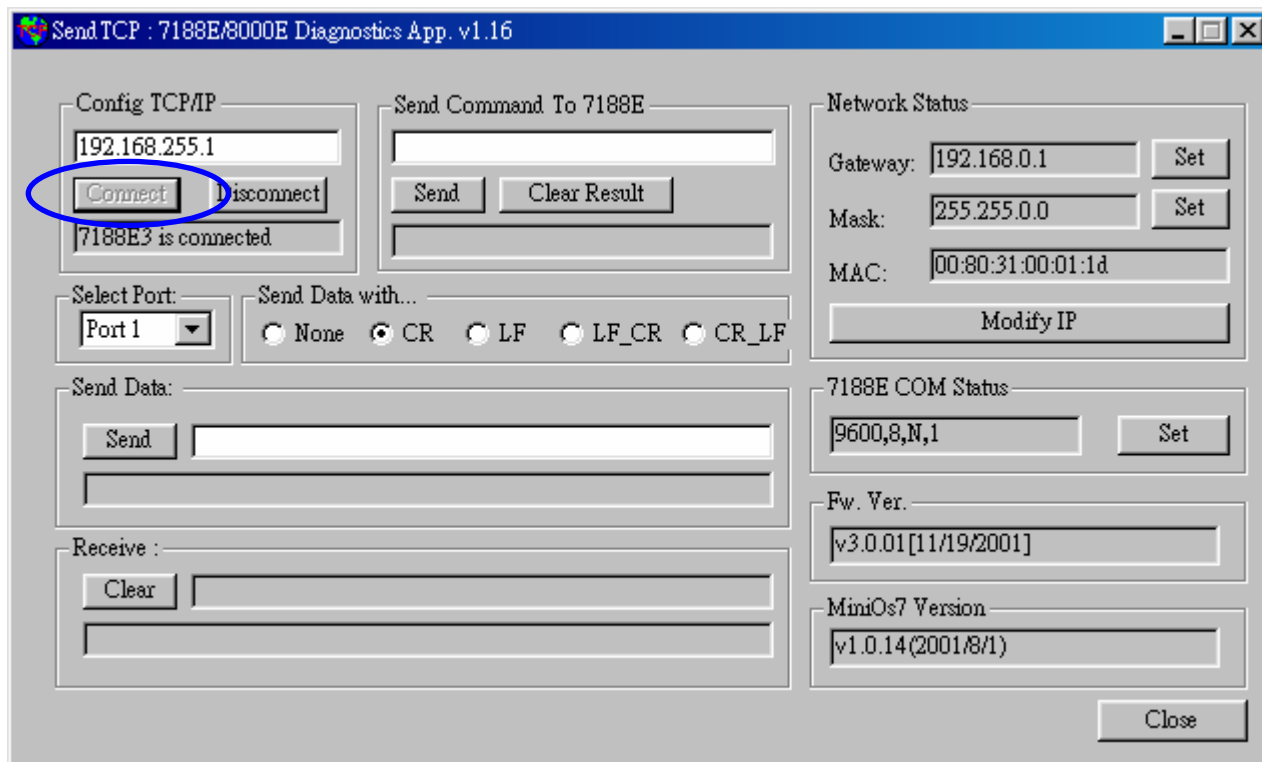 SendTCP : 7188E/8000E Diagnostics App. v1.16
Config TCP/IP
192.168.255.1
Connect
Disconnect
7188E3 is connected
Send Command To 7188E
Send
Clear Result
Network Status
Gateway:
192.168.0.1
Set
Mask:
255.255.0.0
Set
MAC:
00:80:31:00:01:1d
Modify IP
Select Port:
Port 1
Send Data with...
None
CR
LF
LF_CR
CR_LF
Send Data:
Send
7188E COM Status
9600,8,N,1
Set
Receive :
Clear
Fw. Ver.
v3.0.01[11/19/2001]
MiniOs7 Version
v1.0.14(2001/8/1)
Close